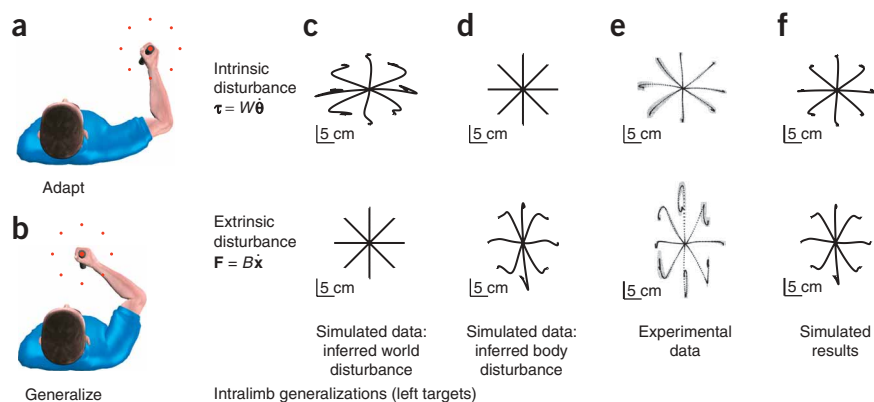 a
Adapt
b
Generalize
Intrinsic
disturbance
τ = Wθ̇
Extrinsic
disturbance
F = Bẋ
c
5 cm
5 cm
Simulated data:
inferred world
disturbance
d
5 cm
5 cm
Simulated data:
inferred body
disturbance
e
5 cm
5 cm
Experimental
data
f
5 cm
5 cm
Simulated
results
Intralimb generalizations (left targets)